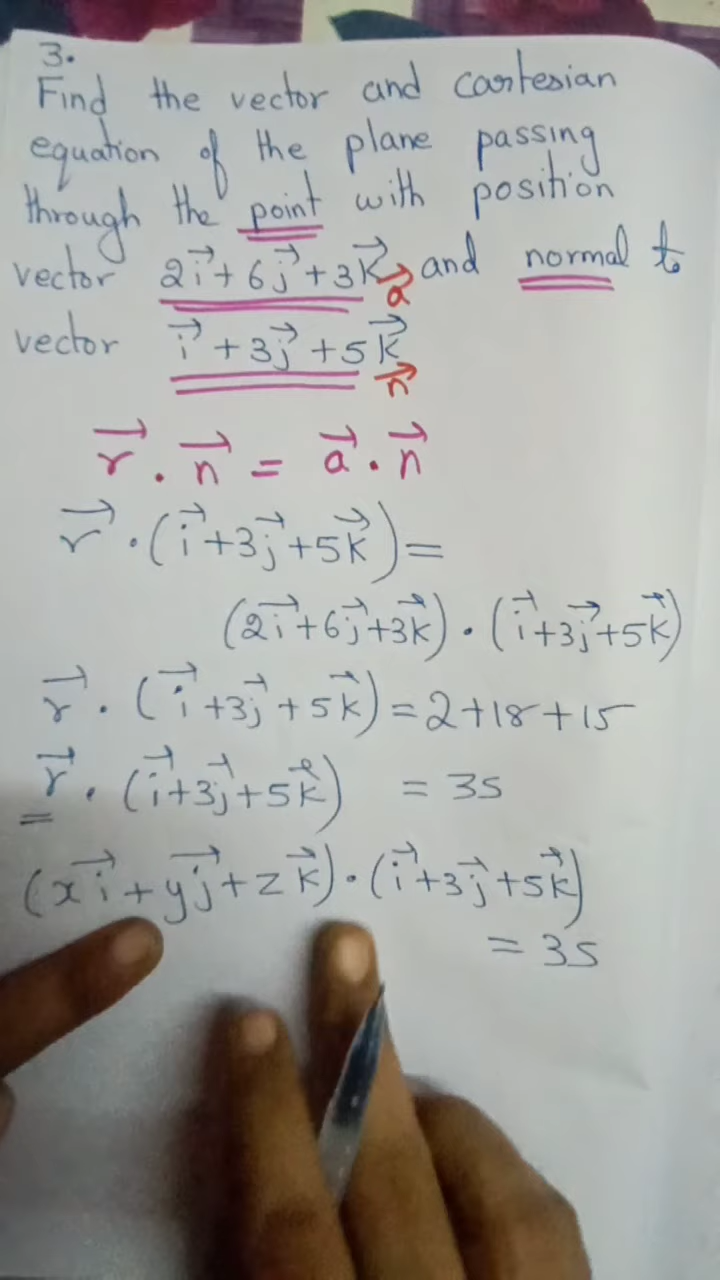 3.
Find the vector and cartesian
equation of the plane passing
through the point with position
vector 2i⃗ + 6j⃗ + 3k⃗ a⃗ and normal to
vector i⃗ + 3j⃗ + 5k⃗ n⃗
r⃗ . n⃗ = a⃗ . n⃗
r⃗ . (i⃗ + 3j⃗ + 5k⃗) =
(2i⃗ + 6j⃗ + 3k⃗) . (i⃗ + 3j⃗ + 5k⃗)
r⃗ . (i⃗ + 3j⃗ + 5k⃗) = 2 + 18 + 15
r⃗ . (i⃗ + 3j⃗ + 5k⃗) = 35
(xi⃗ + yj⃗ + zk⃗) . (i⃗ + 3j⃗ + 5k⃗)
= 35